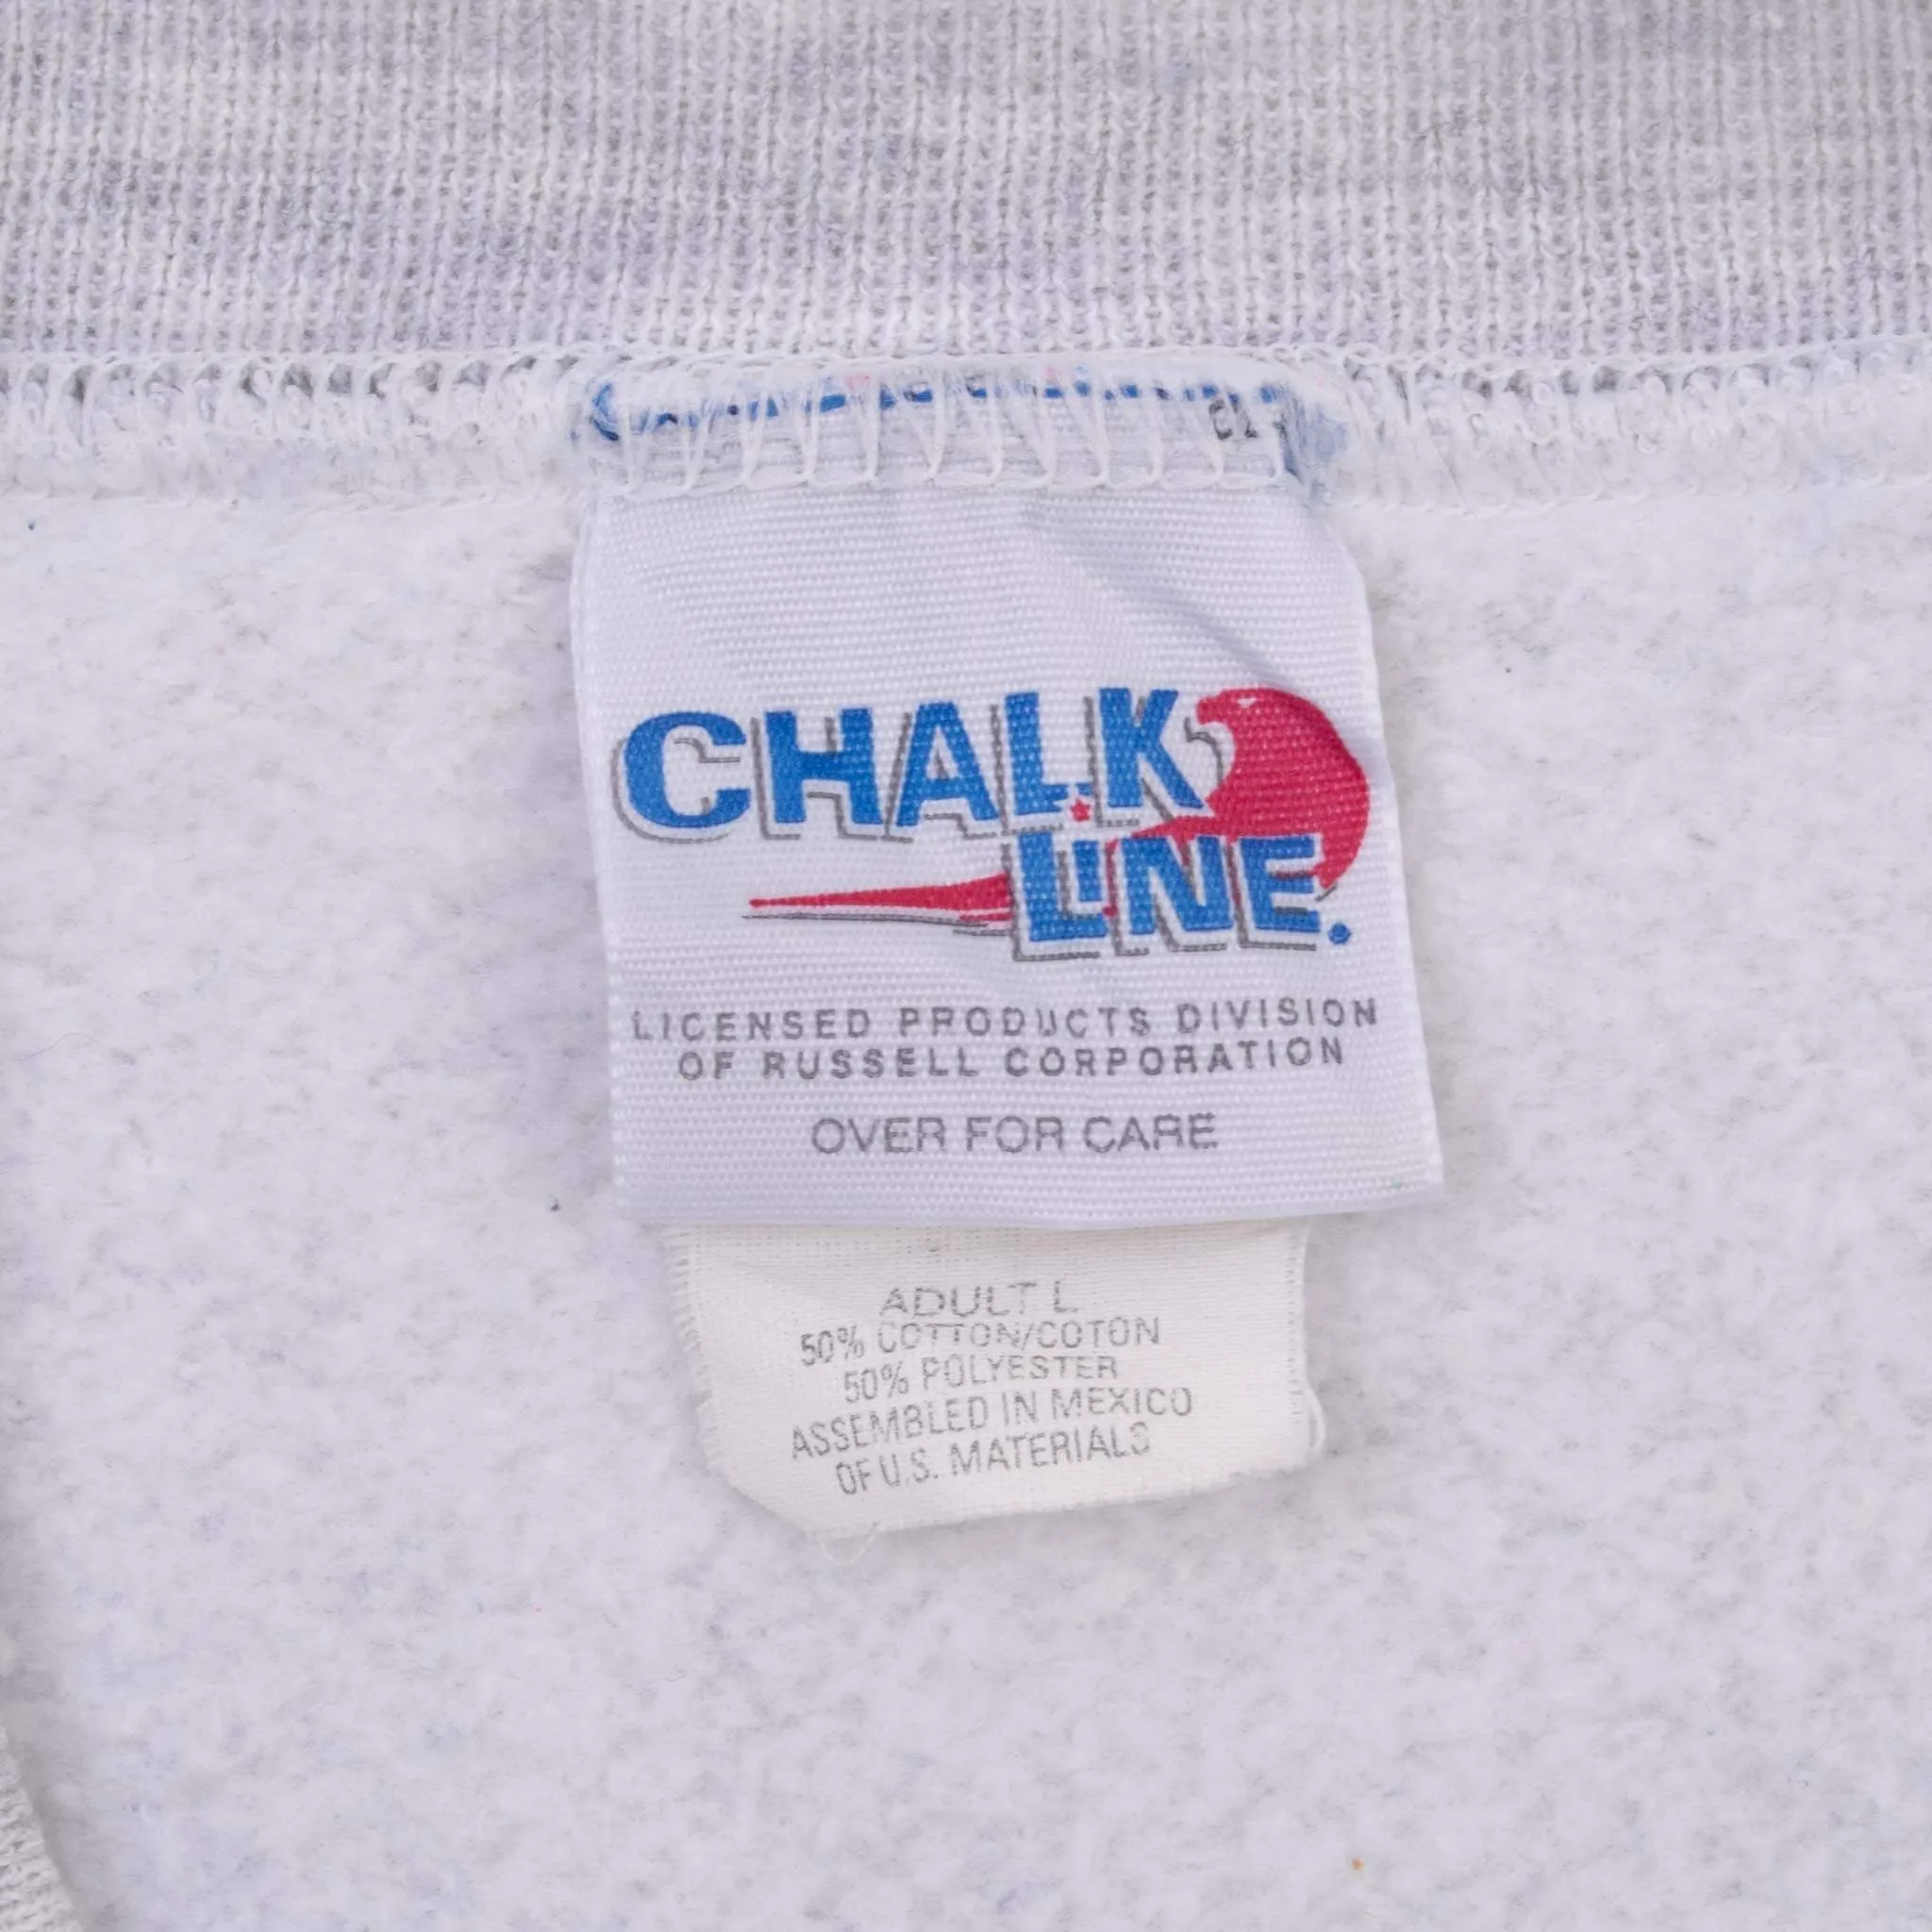 CHALK
LINE.
LICENSED PRODUCTS DIVISION
OF RUSSELL CORPORATION
OVER FOR CARE
ADULT L
50% COTTON/COTON
50% POLYESTER
ASSEMBLED IN MEXICO
OF U.S. MATERIALS